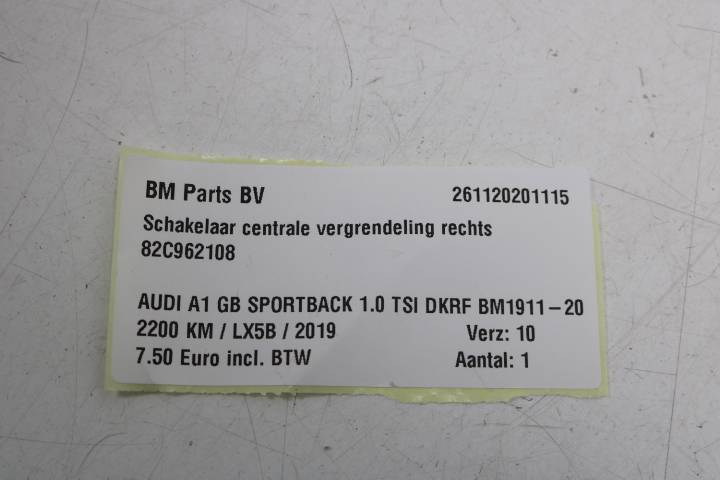 BM Parts BV 261120201115
Schakelaar centrale vergrendeling rechts
82C962108
AUDI A1 GB SPORTBACK 1.0 TSI DKRF BM1911-20
2200 KM / LX5B / 2019 Verz: 10
7.50 Euro incl. BTW Aantal: 1